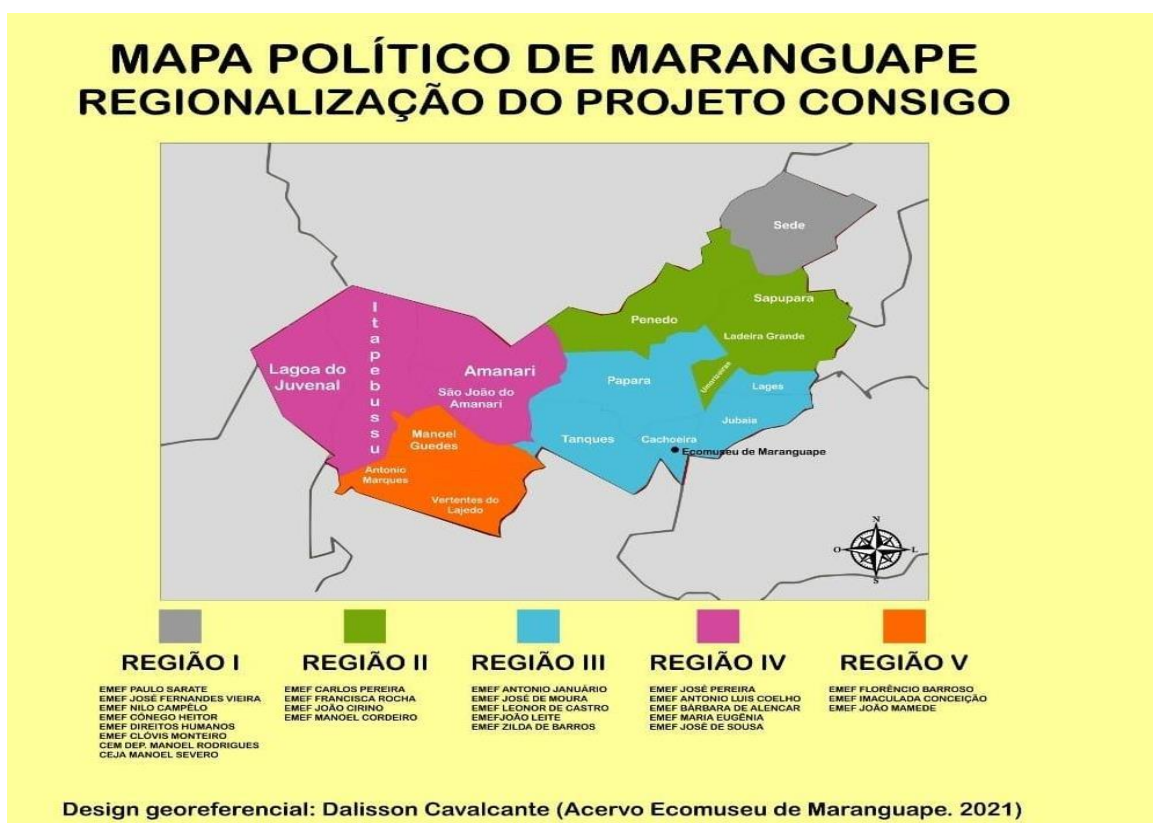 MAPA POLÍTICO DE MARANGUAPE
REGIONALIZAÇÃO DO PROJETO CONSIGO
Sede
Sapupara
Penedo
Ladeira Grande
Itapebussu
Lagoa do
Juvenal
Amanari
São João do
Amanari
Papara
Lages
Jubaia
Manoel
Guedes
Tanques
Cachoeira
Ecomuseu de Maranguape
Antonio
Marques
Vertentes do
Lajedo
N
O
L
S
REGIÃO I
EMEF PAULO SARATE
EMEF JOSÉ FERNANDES VIEIRA
EMEF NILO CAMPÊLO
EMEF CÔNEGO HEITOR
EMEF DIREITOS HUMANOS
EMEF CLÓVIS MONTEIRO
CEM DEP. MANOEL RODRIGUES
CEJA MANOEL SEVERO
REGIÃO II
EMEF CARLOS PEREIRA
EMEF FRANCISCA ROCHA
EMEF JOÃO CIRINO
EMEF MANOEL CORDEIRO
REGIÃO III
EMEF ANTONIO JANUÁRIO
EMEF JOSÉ DE MOURA
EMEF LEONOR DE CASTRO
EMEFJOÃO LEITE
EMEF ZILDA DE BARROS
REGIÃO IV
EMEF JOSÉ PEREIRA
EMEF ANTONIO LUIS COELHO
EMEF BÁRBARA DE ALENCAR
EMEF MARIA EUGÊNIA
EMEF JOSÉ DE SOUSA
REGIÃO V
EMEF FLORÊNCIO BARROSO
EMEF IMACULADA CONCEIÇÃO
EMEF JOÃO MAMEDE
Design georeferencial: Dalisson Cavalcante (Acervo Ecomuseu de Maranguape. 2021)